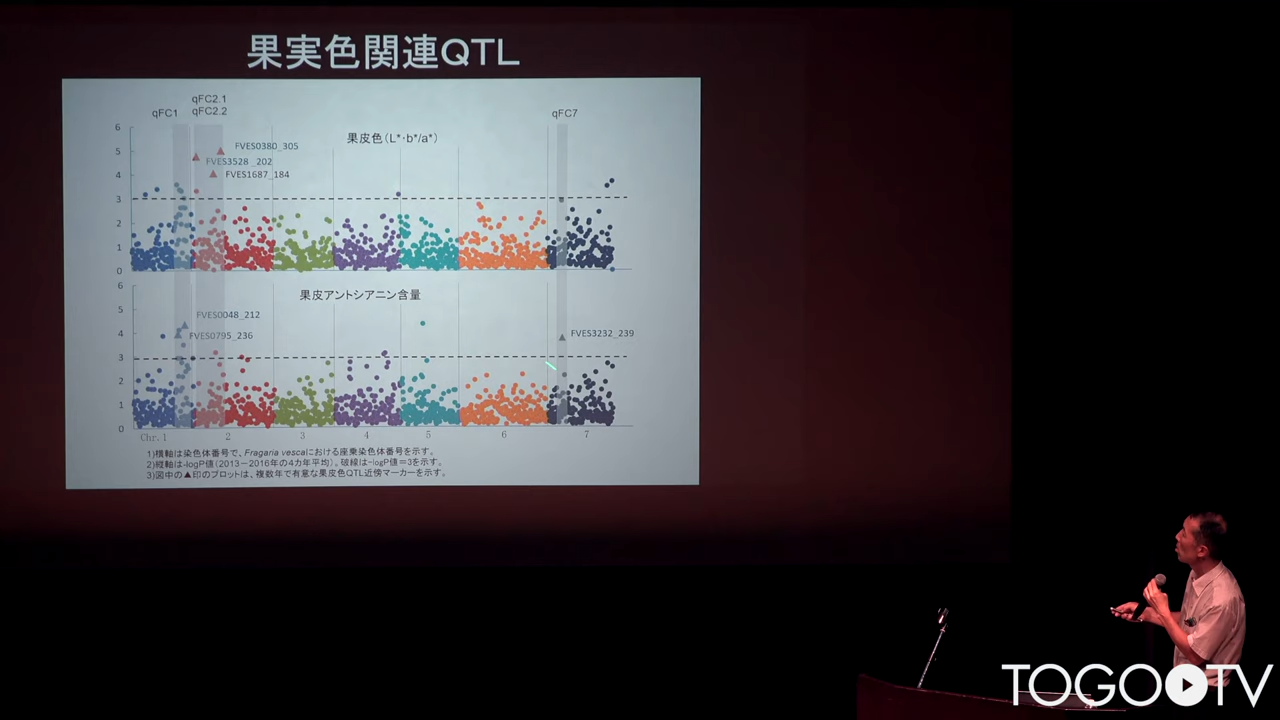 果実色関連QTL
qFC1
qFC2.1
qFC2.2
qFC7
果皮色(L*·b*/a*)
6
5
4
3
2
1
0
FVES0380_305
FVES3528 _202
FVES1687_184
果皮アントシアニン含量
6
5
4
3
2
1
0
FVES0048_212
FVES0795_236
FVES3232_239
Chr. 1 2 3 4 5 6 7
1)横軸は染色体番号で、Fragaria vescaにおける座乗染色体番号を示す。
2)縦軸は-logP値(2013-2016年の4カ年平均)。破線は-logP値=3を示す。
3)図中の▲印のプロットは、複数年で有意な果皮色QTL近傍マーカーを示す。
TOGO TV